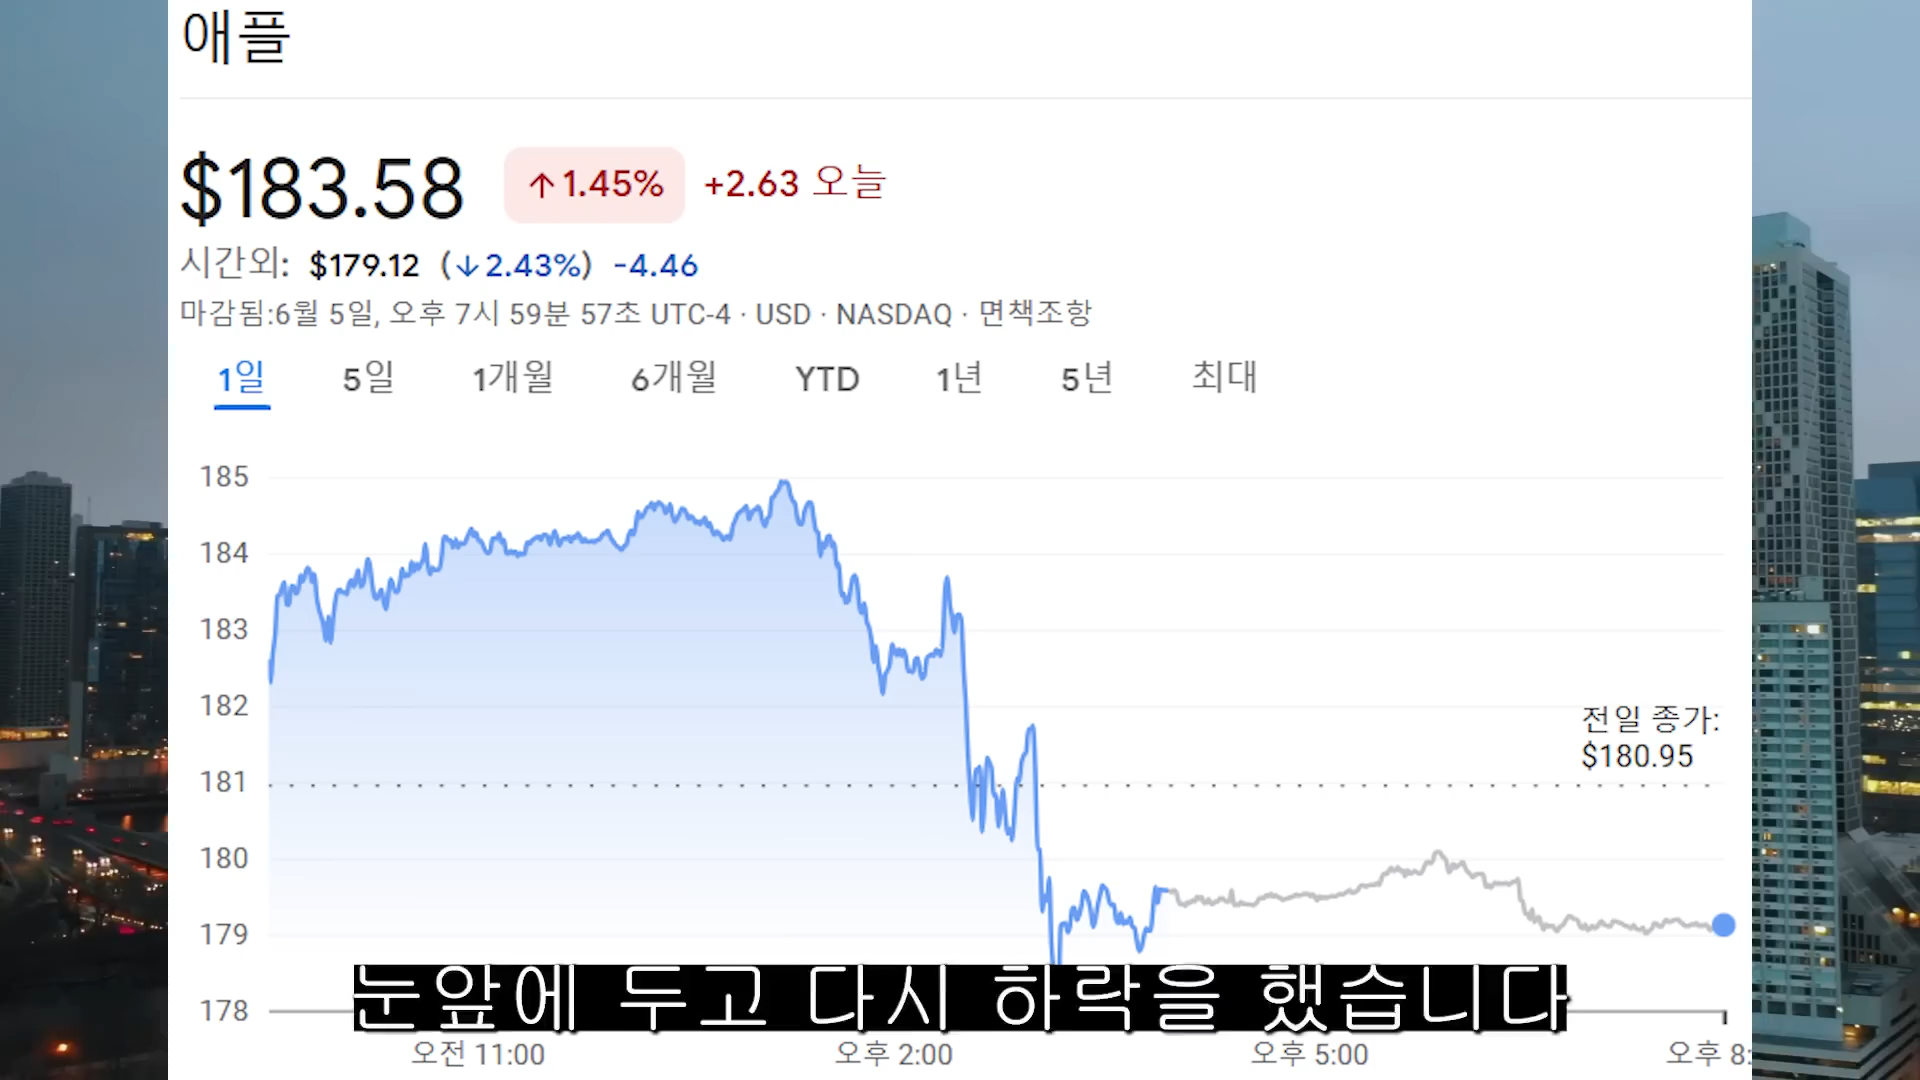 애플
$183.58 ↑1.45% +2.63 오늘
시간외: $179.12 (↓2.43%) -4.46
마감됨:6월 5일, 오후 7시 59분 57초 UTC-4 · USD · NASDAQ · 면책조항
1일 5일 1개월 6개월 YTD 1년 5년 최대
185
184
183
182
전일 종가:
$180.95
181
180
179
178
눈앞에 두고 다시 하락을 했습니다
오전 11:00 오후 2:00 오후 5:00 오후 8: